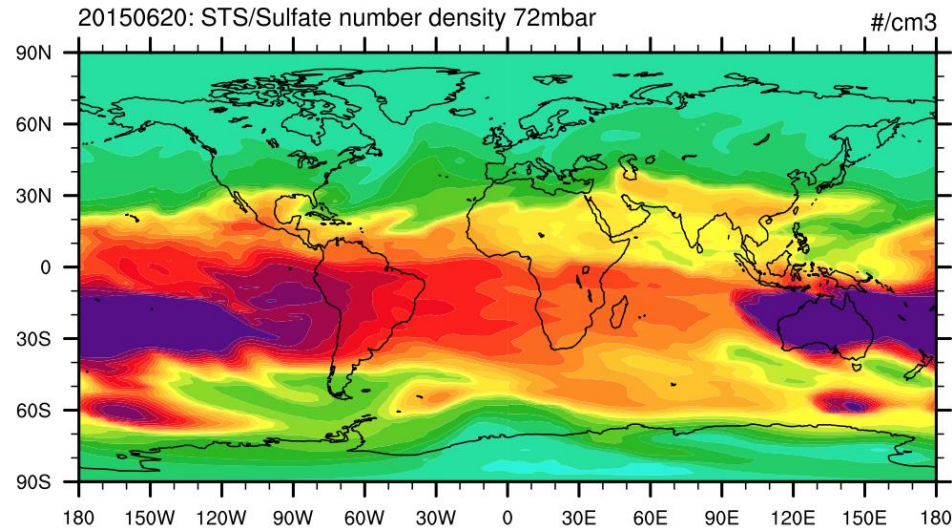 20150620: STS/Sulfate number density 72mbar #/cm3
90N
60N
30N
0
30S
60S
90S
180 150W 120W 90W 60W 30W 0 30E 60E 90E 120E 150E 180